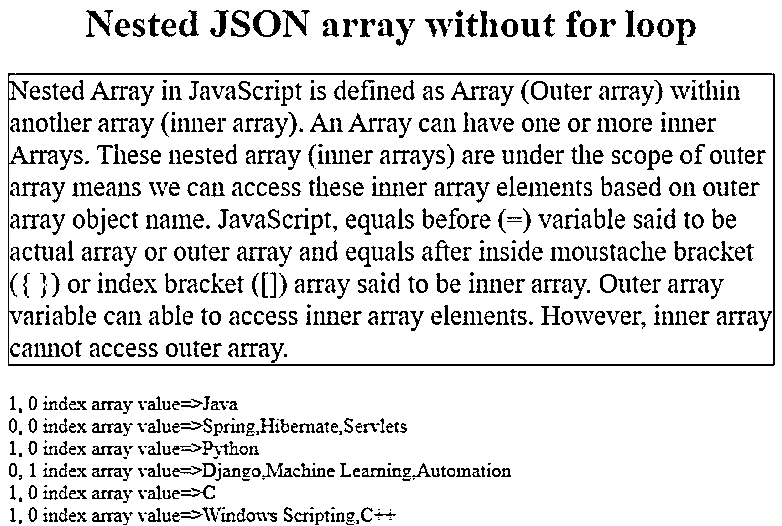 Nested JSON array without for loop
Nested Array in JavaScript is defined as Array (Outer array) within
another array (inner array). An Array can have one or more inner
Arrays. These nested array (inner arrays) are under the scope of outer
array means we can access these inner array elements based on outer
array object name. JavaScript, equals before (=) variable said to be
actual array or outer array and equals after inside moustache bracket
({ }) or index bracket ([]) array said to be inner array. Outer array
variable can able to access inner array elements. However, inner array
cannot access outer array.
1, 0 index array value=>Java
0, 0 index array value=>Spring,Hibernate,Servlets
1, 0 index array value=>Python
0, 1 index array value=>Django,Machine Learning,Automation
1, 0 index array value=>C
1, 0 index array value=>Windows Scripting,C++